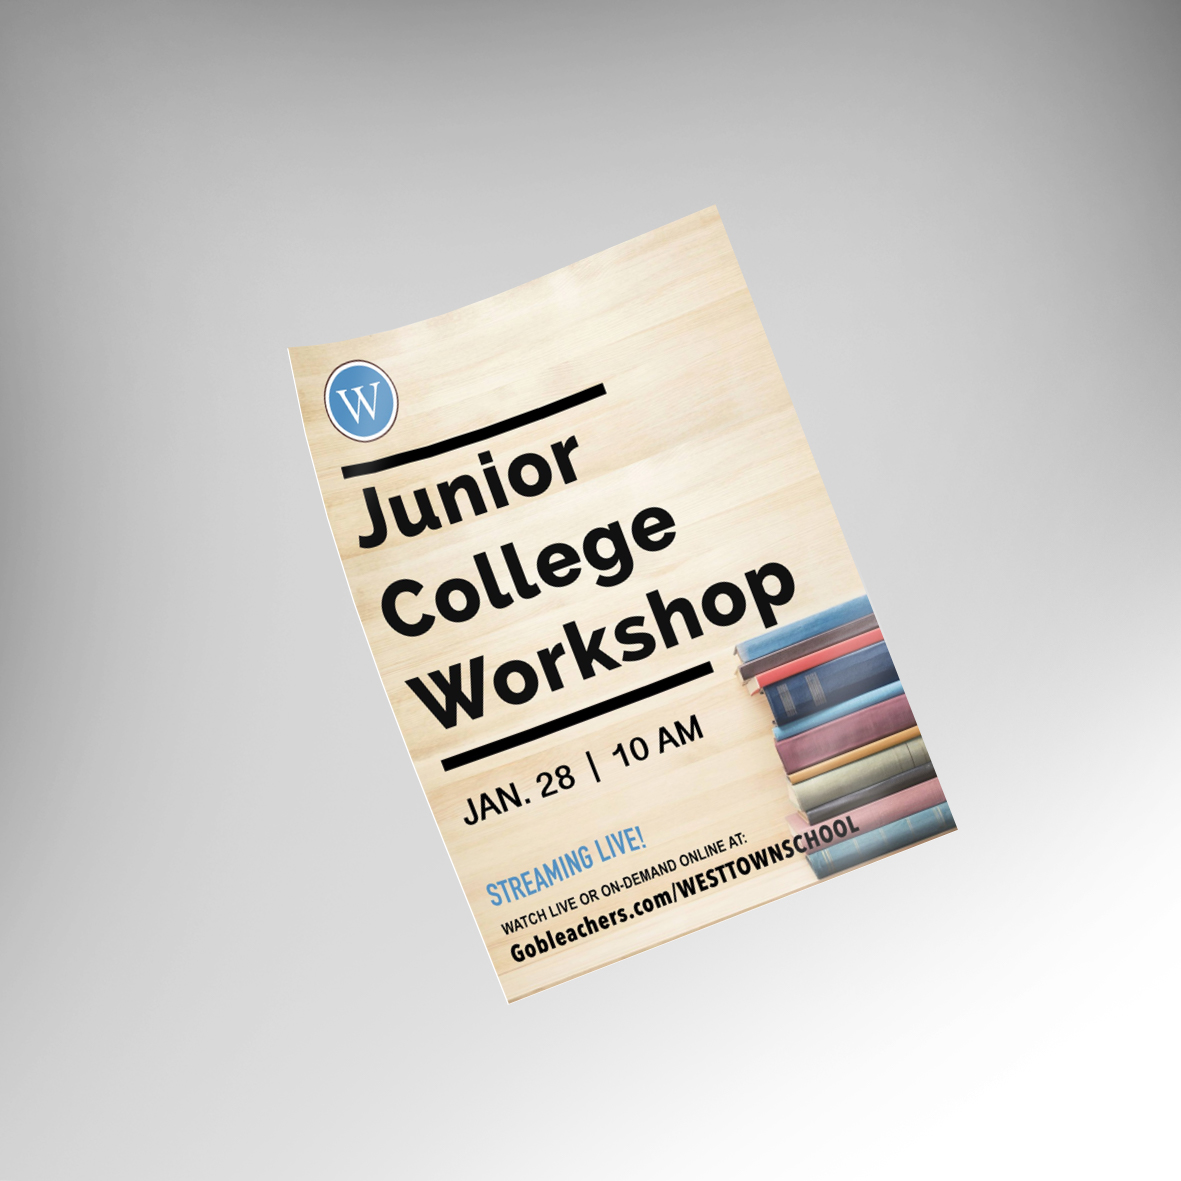 W
Junior
College
Workshop
JAN. 28 | 10 AM
STREAMING LIVE!
WATCH LIVE OR ON-DEMAND ONLINE AT:
Gobleachers.com/WESTTOWNSCHOOL